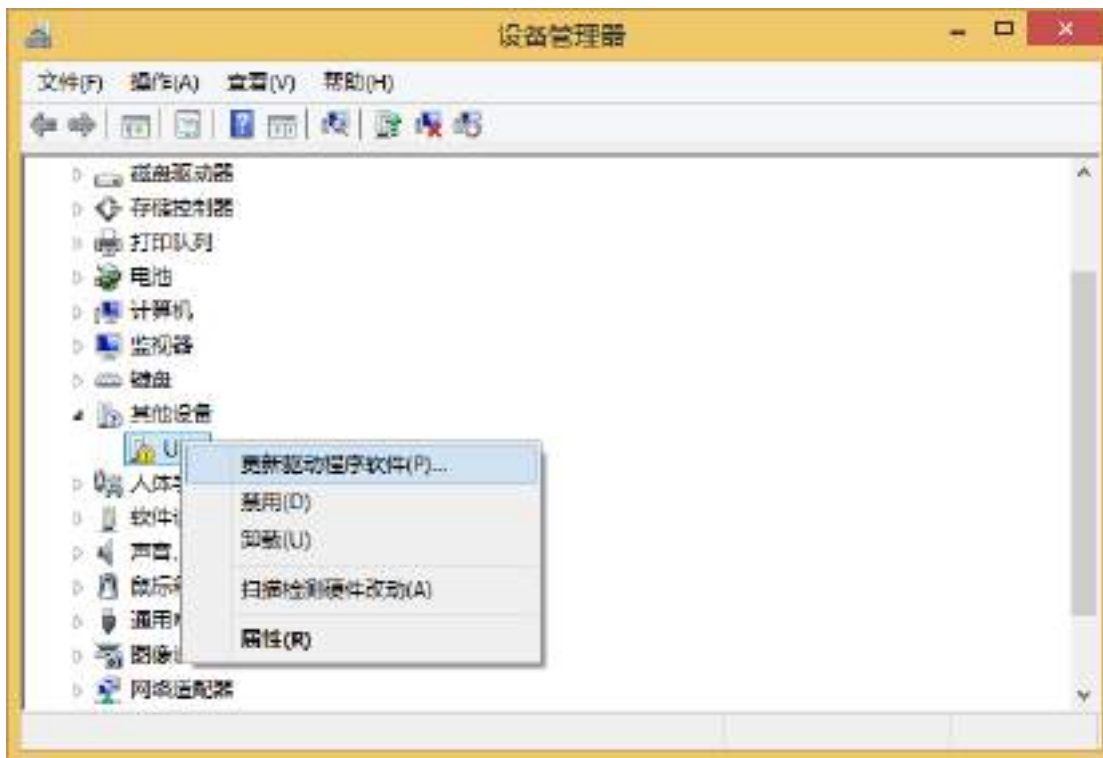 设备管理器
文件(F) 操作(A) 查看(V) 帮助(H)
磁盘驱动器
存储控制器
打印队列
电池
计算机
监视器
键盘
其他设备
U
更新驱动程序软件(P)...
人体
禁用(D)
软件
卸载(U)
声音、
鼠标
扫描检测硬件改动(A)
通用
属性(R)
图像
网络适配器